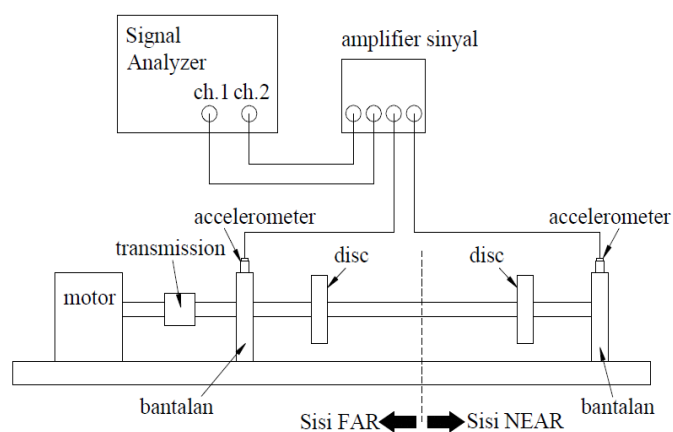 Signal
Analyzer
ch.1 ch.2
amplifier sinyal
accelerometer
accelerometer
transmission
disc
disc
motor
bantalan
bantalan
Sisi FAR
Sisi NEAR